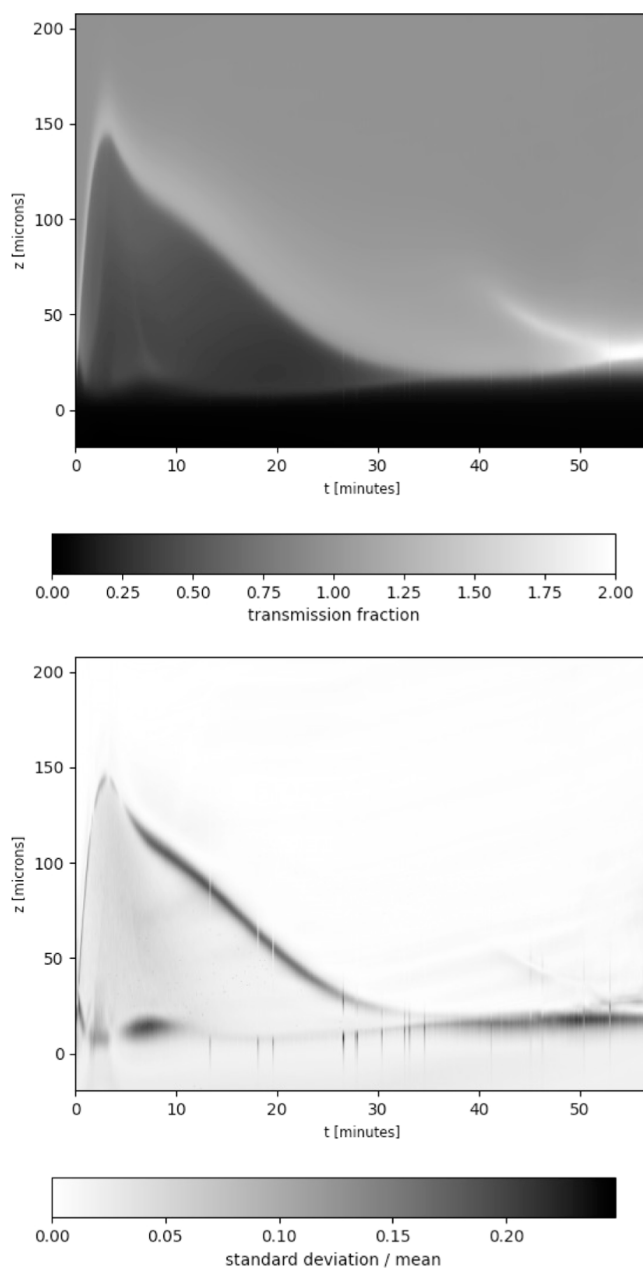 200
150
100
50
0
z [microns]
0 10 20 30 40 50
t [minutes]
0.00 0.25 0.50 0.75 1.00 1.25 1.50 1.75 2.00
transmission fraction
200
150
100
50
0
z [microns]
0 10 20 30 40 50
t [minutes]
0.00 0.05 0.10 0.15 0.20
standard deviation / mean